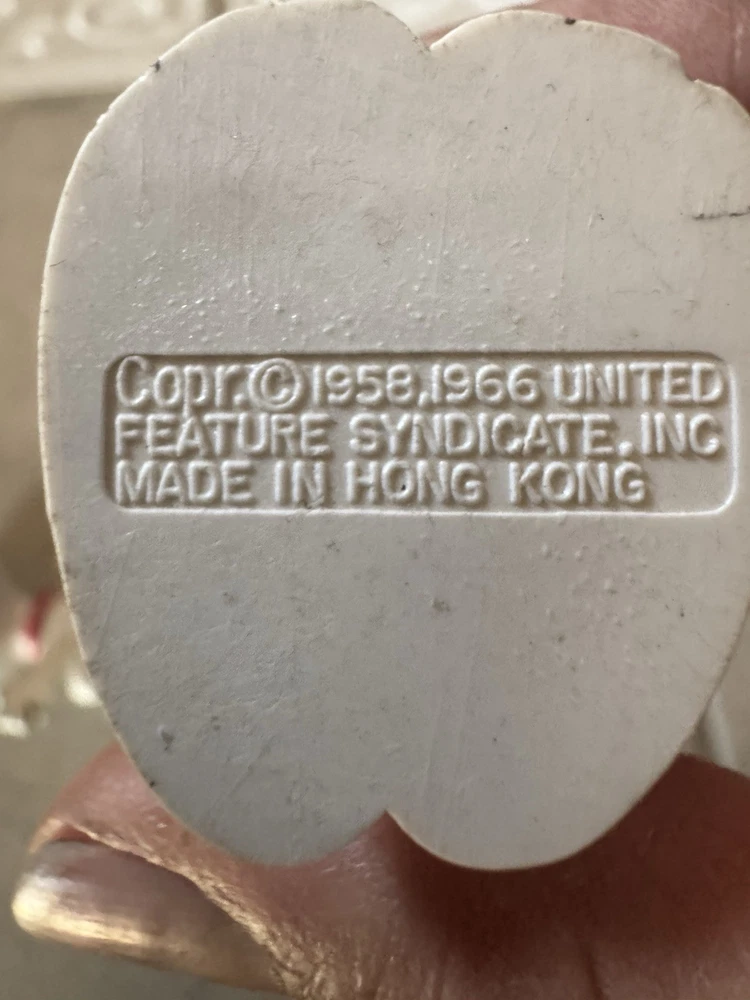 Copr.©1958,1966 UNITED
FEATURE SYNDICATE, INC
MADE IN HONG KONG